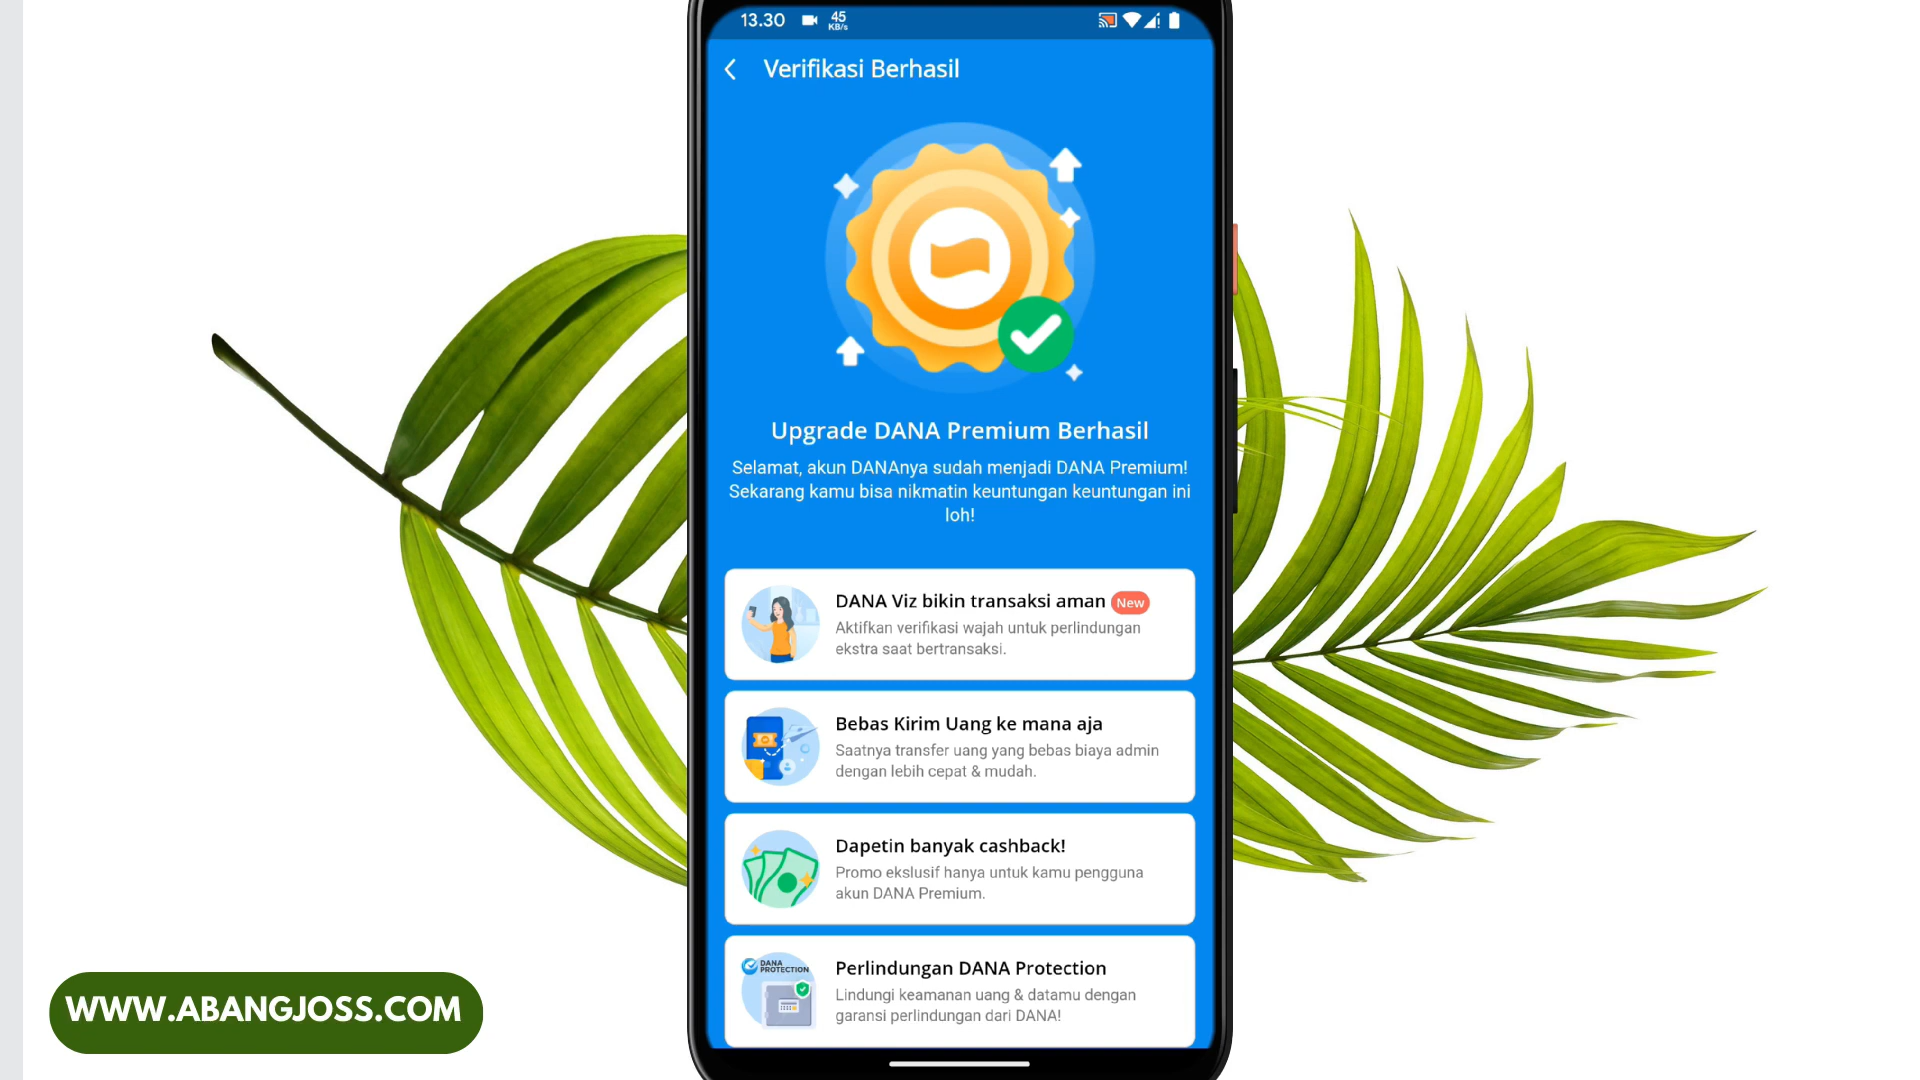 13.30
45
KB/s
Verifikasi Berhasil
Upgrade DANA Premium Berhasil
Selamat, akun DANAnya sudah menjadi DANA Premium!
Sekarang kamu bisa nikmatin keuntungan keuntungan ini
loh!
DANA Viz bikin transaksi aman New
Aktifkan verifikasi wajah untuk perlindungan
ekstra saat bertransaksi.
Bebas Kirim Uang ke mana aja
Saatnya transfer uang yang bebas biaya admin
dengan lebih cepat & mudah.
Dapetin banyak cashback!
Promo ekslusif hanya untuk kamu pengguna
akun DANA Premium.
DANA
PROTECTION
Perlindungan DANA Protection
Lindungi keamanan uang & datamu dengan
garansi perlindungan dari DANA!
WWW.ABANGJOSS.COM